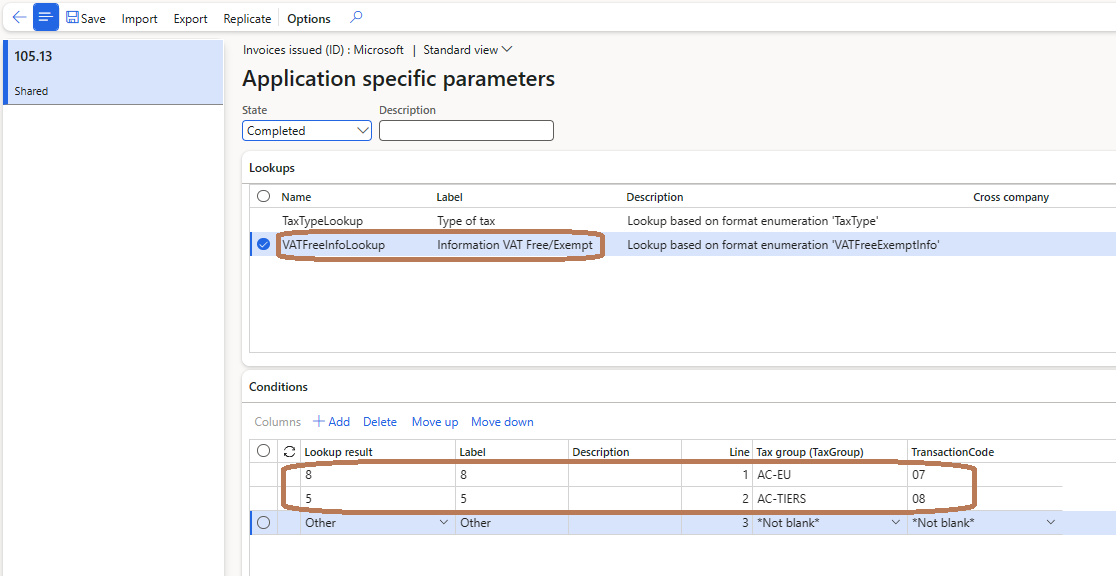 Save Import Export Replicate Options
105.13
Shared
Invoices issued (ID) : Microsoft | Standard view
Application specific parameters
State Description
Completed
Lookups
Name Label Description Cross company
TaxTypeLookup Type of tax Lookup based on format enumeration 'TaxType'
VATFreeInfoLookup Information VAT Free/Exempt Lookup based on format enumeration 'VATFreeExemptInfo'
Conditions
Columns + Add Delete Move up Move down
Lookup result Label Description Line Tax group (TaxGroup) TransactionCode
8 8 1 AC-EU 07
5 5 2 AC-TIERS 08
Other Other 3 *Not blank* *Not blank*